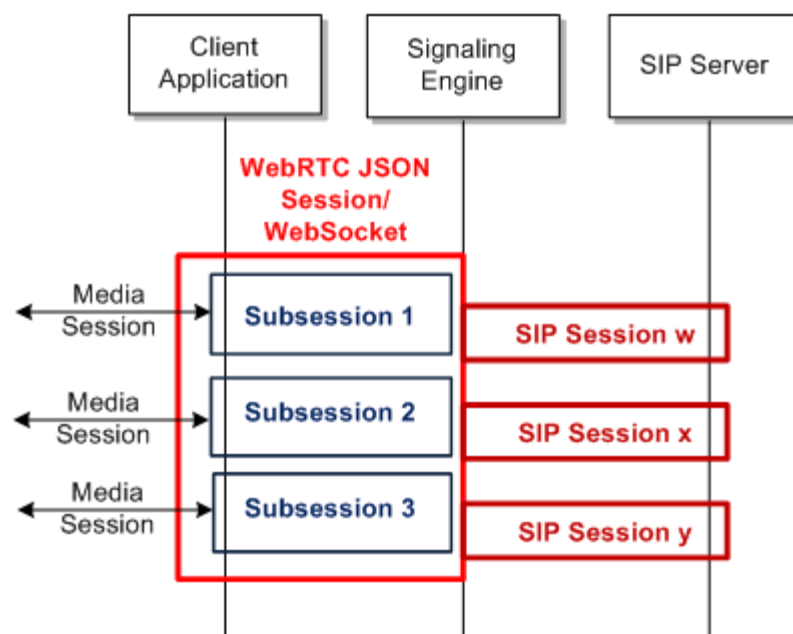 Client
Application
Signaling
Engine
SIP Server
WebRTC JSON
Session/
WebSocket
Media
Session
Subsession 1
SIP Session w
Media
Session
Subsession 2
SIP Session x
Media
Session
Subsession 3
SIP Session y